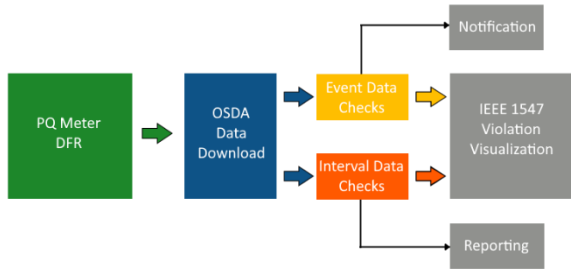 Notification
PQ Meter
DFR
OSDA
Data
Download
Event Data
Checks
Interval Data
Checks
IEEE 1547
Violation
Visualization
Reporting